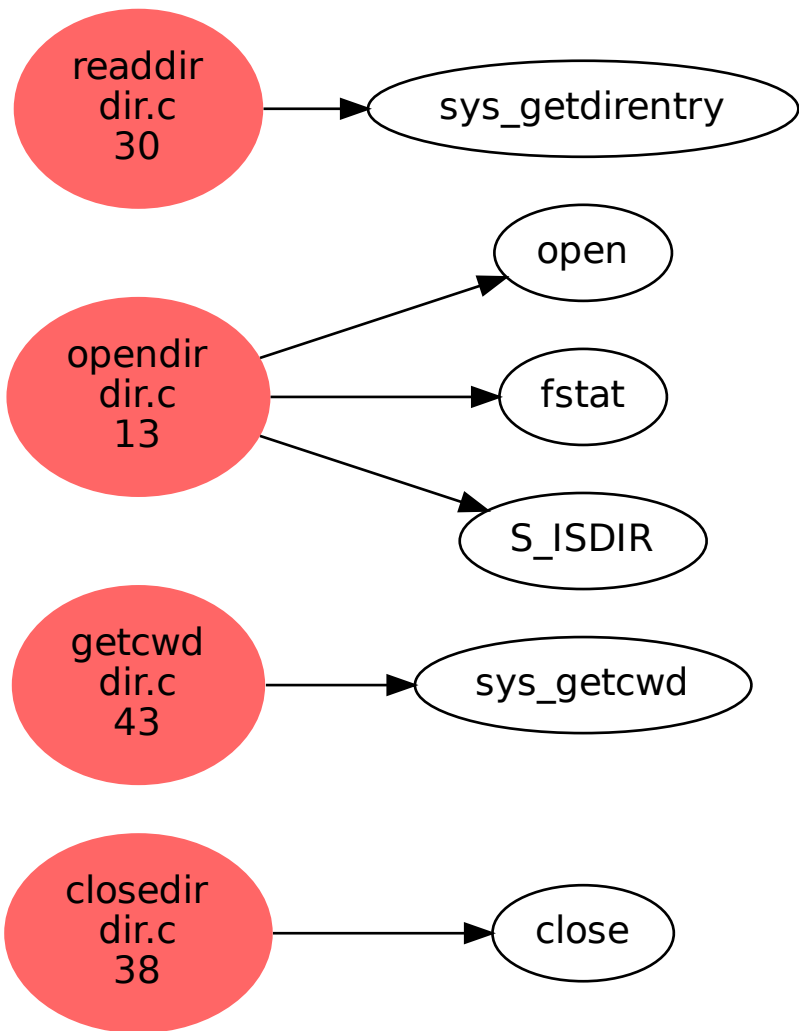 readdir
dir.c
30
sys_getdirentry
open
opendir
dir.c
13
fstat
S_ISDIR
getcwd
dir.c
43
sys_getcwd
closedir
dir.c
38
close